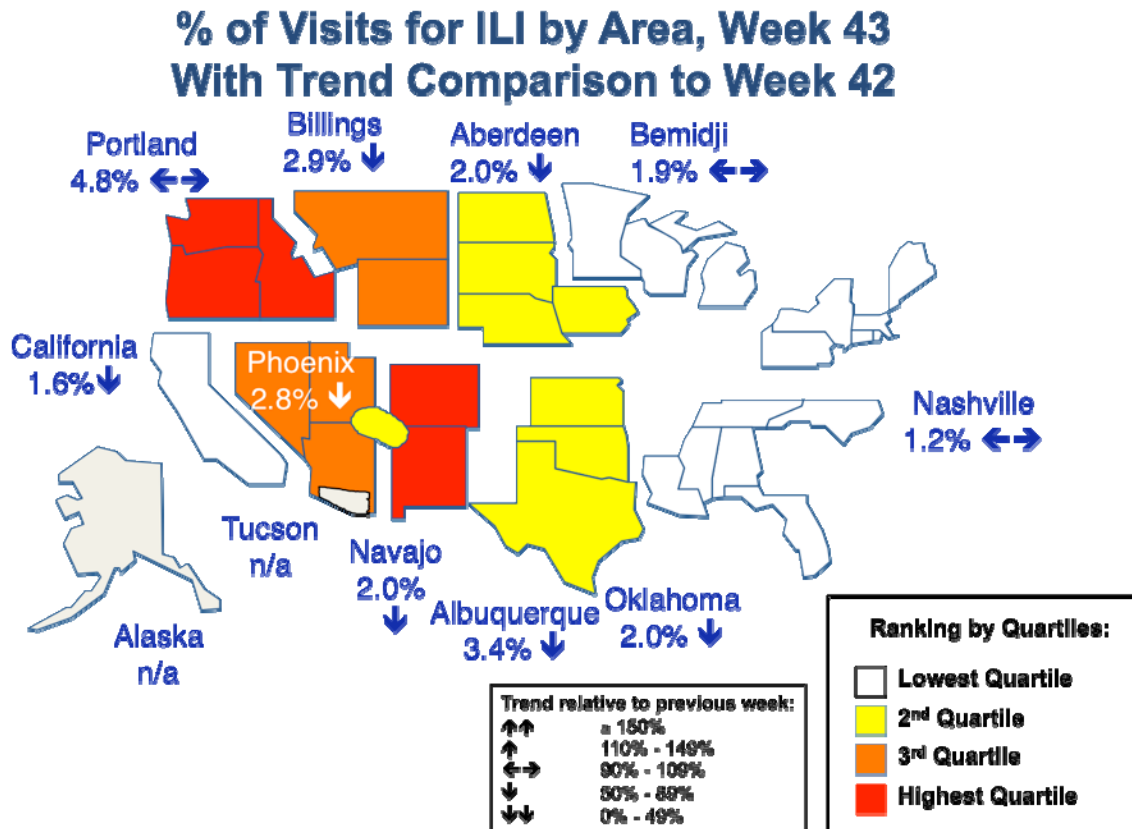 % of Visits for ILI by Area, Week 43
With Trend Comparison to Week 42
Portland
4.8% ↔
Billings
2.9% ↓
Aberdeen
2.0% ↓
Bemidji
1.9% ↔
California
1.6% ↓
Phoenix
2.8% ↓
Nashville
1.2% ↔
Tucson
n/a
Alaska
n/a
Navajo
2.0%
↓
Albuquerque
3.4% ↓
Oklahoma
2.0% ↓
Trend relative to previous week:
↑↑ ≥ 150%
↑ 110% - 149%
↔ 90% - 109%
↓ 50% - 89%
↓↓ 0% - 49%
Ranking by Quartiles:
Lowest Quartile
2nd Quartile
3rd Quartile
Highest Quartile